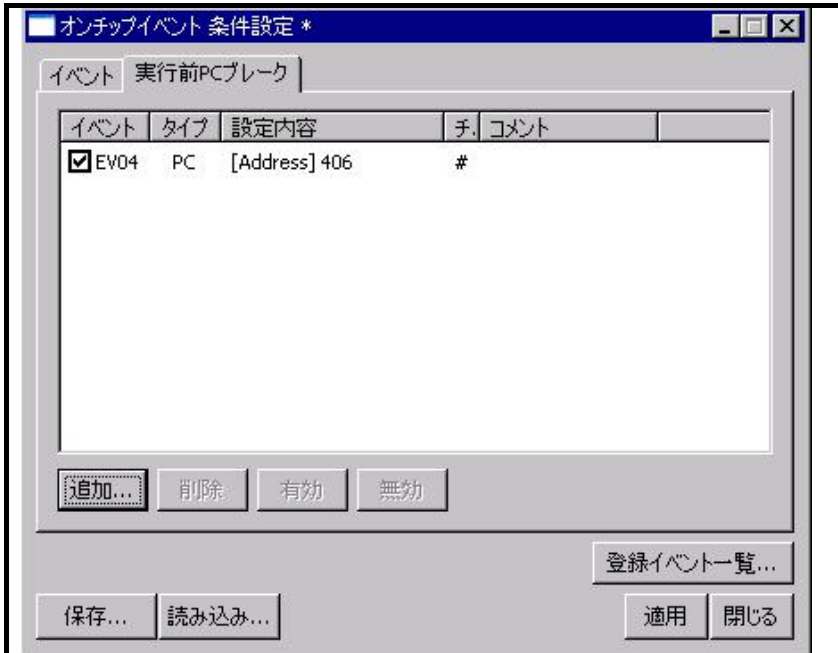 オンチップイベント 条件設定 *
イベント 実行前PCブレーク
イベント タイプ 設定内容 チ. コメント
EV04 PC [Address] 406 #
追加... 削除 有効 無効
登録イベント一覧...
保存... 読み込み... 適用 閉じる